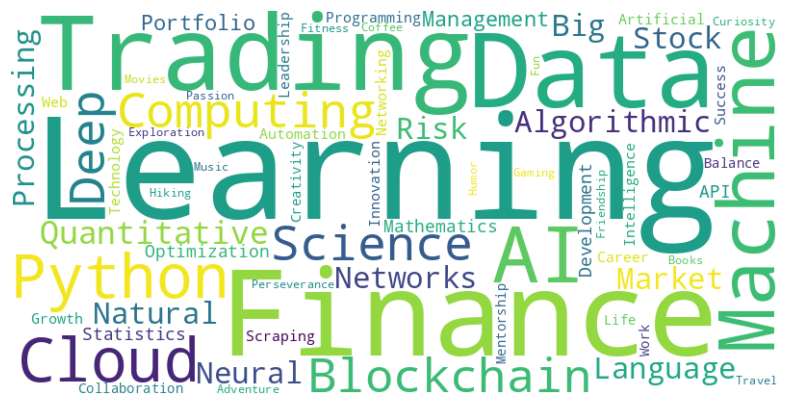 Portfolio
Programming
Management
Big
Artificial
Curiosity
Trading
Fitness
Coffee
Stock
Data
Leadership
Processing
Movies
Networking
Fun
Success
Machine
Web
Deep
Passion
Computing
Technology
Exploration
Automation
Risk
Algorithmic
Learning
Music
Hiking
Creativity
Innovation
Humor
Gaming
Friendship
Intelligence
Balance
API
Quantitative
Mathematics
Development
Optimization
Science
AI
Career
Books
Python
Perseverance
Networks
Market
Finance
Natural
Growth
Statistics
Scraping
Mentorship
Life
Work
Cloud
Neural
Blockchain
Language
Collaboration
Adventure
Travel